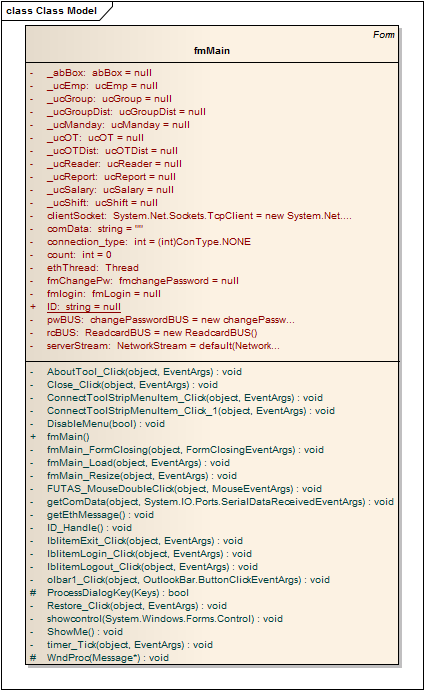 class Class Model
Form
fmMain
- _abBox: abBox = null
- _ucEmp: ucEmp = null
- _ucGroup: ucGroup = null
- _ucGroupDist: ucGroupDist = null
- _ucManday: ucManday = null
- _ucOT: ucOT = null
- _ucOTDist: ucOTDist = null
- _ucReader: ucReader = null
- _ucReport: ucReport = null
- _ucSalary: ucSalary = null
- _ucShift: ucShift = null
- clientSocket: System.Net.Sockets.TcpClient = new System.Net....
- comData: string = ""
- connection_type: int = (int)ConType.NONE
- count: int = 0
- ethThread: Thread
- fmChangePw: fmchangePassword = null
- fmlogin: fmLogin = null
+ ID: string = null
- pwBUS: changePasswordBUS = new changePassw...
- rcBUS: ReadcardBUS = new ReadcardBUS()
- serverStream: NetworkStream = default(Network...
- AboutTool_Click(object, EventArgs) : void
- Close_Click(object, EventArgs) : void
- ConnectToolStripMenuItem_Click(object, EventArgs) : void
- ConnectToolStripMenuItem_Click_1(object, EventArgs) : void
- DisableMenu(bool) : void
+ fmMain()
- fmMain_FormClosing(object, FormClosingEventArgs) : void
- fmMain_Load(object, EventArgs) : void
- fmMain_Resize(object, EventArgs) : void
- FUTAS_MouseDoubleClick(object, MouseEventArgs) : void
- getComData(object, System.IO.Ports.SerialDataReceivedEventArgs) : void
- getEthMessage() : void
- ID_Handle() : void
- lblitemExit_Click(object, EventArgs) : void
- lblitemLogin_Click(object, EventArgs) : void
- lblitemLogout_Click(object, EventArgs) : void
- olbar1_Click(object, OutlookBar.ButtonClickEventArgs) : void
# ProcessDialogKey(Keys) : bool
- Restore_Click(object, EventArgs) : void
- showcontrol(System.Windows.Forms.Control) : void
- ShowMe() : void
- timer_Tick(object, EventArgs) : void
# WndProc(Message*) : void